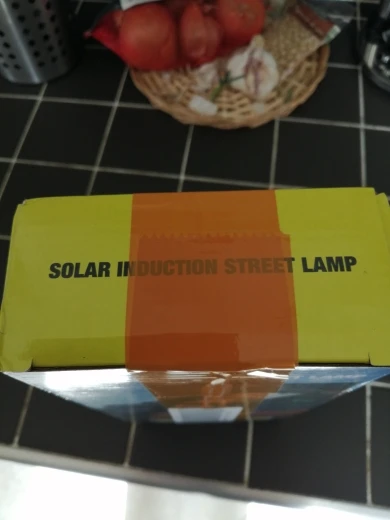 SOLAR INDUCTION STREET LAMP